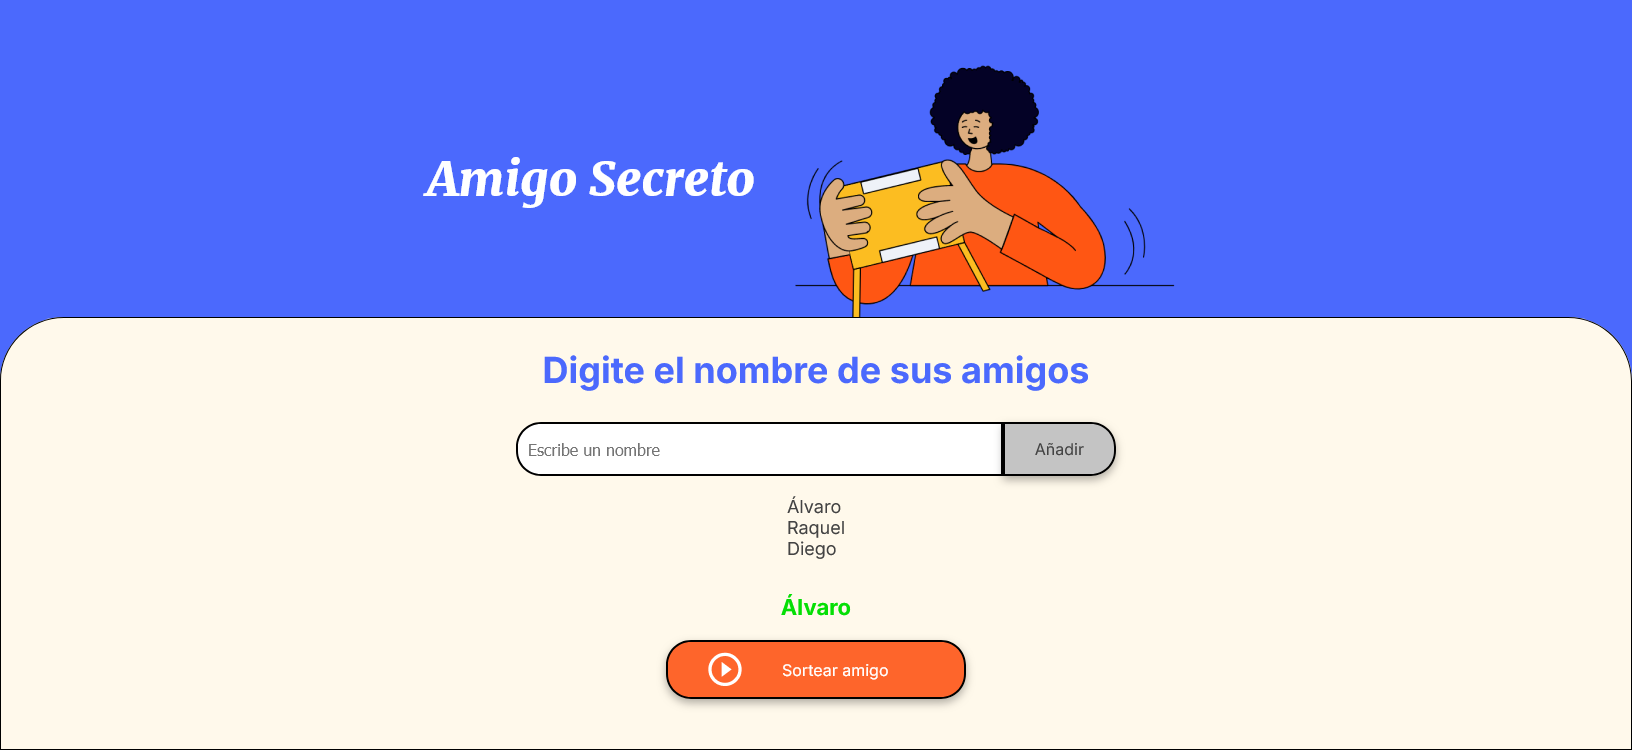 Amigo Secreto
Digite el nombre de sus amigos
Escribe un nombre
Añadir
Álvaro
Raquel
Diego
Álvaro
Sortear amigo